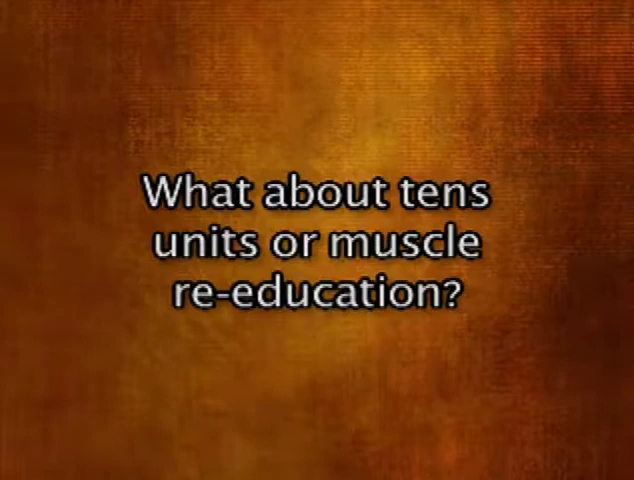 What about tens
units or muscle
re-education?